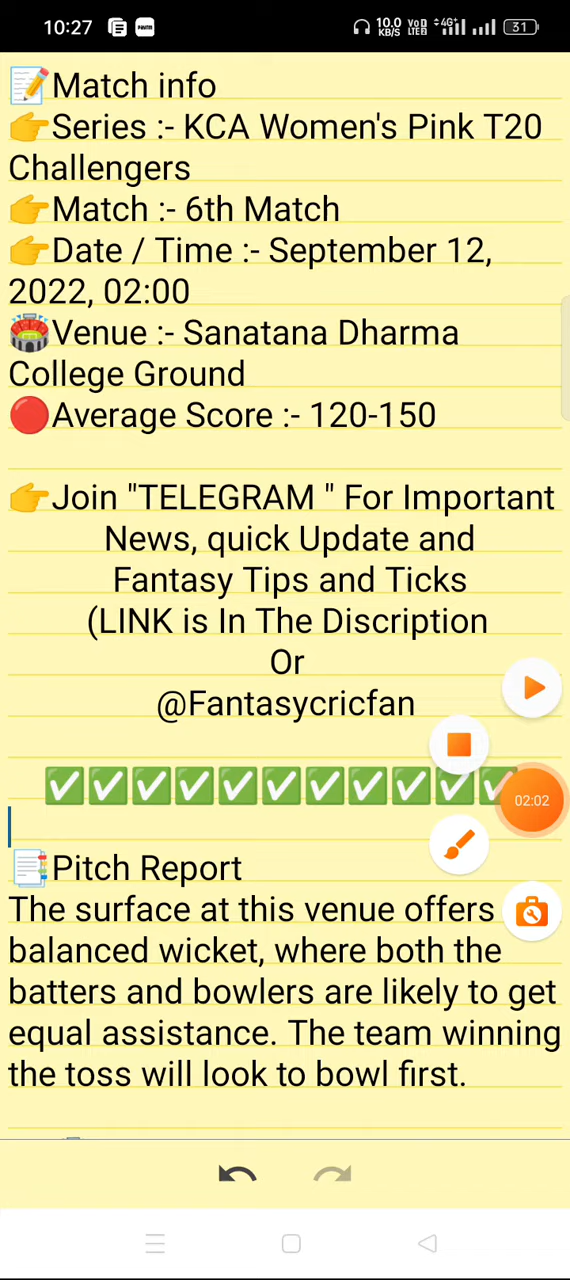 10:27
10.0 KB/S
VoD LTE
4G+
31
📝Match info
👉Series :- KCA Women's Pink T20
Challengers
👉Match :- 6th Match
👉Date / Time :- September 12,
2022, 02:00
🏟Venue :- Sanatana Dharma
College Ground
🔴Average Score :- 120-150
👉Join "TELEGRAM " For Important
News, quick Update and
Fantasy Tips and Ticks
(LINK is In The Discription
Or
@Fantasycricfan
✅✅✅✅✅✅✅✅✅✅✅
02:02
📑Pitch Report
The surface at this venue offers
balanced wicket, where both the
batters and bowlers are likely to get
equal assistance. The team winning
the toss will look to bowl first.